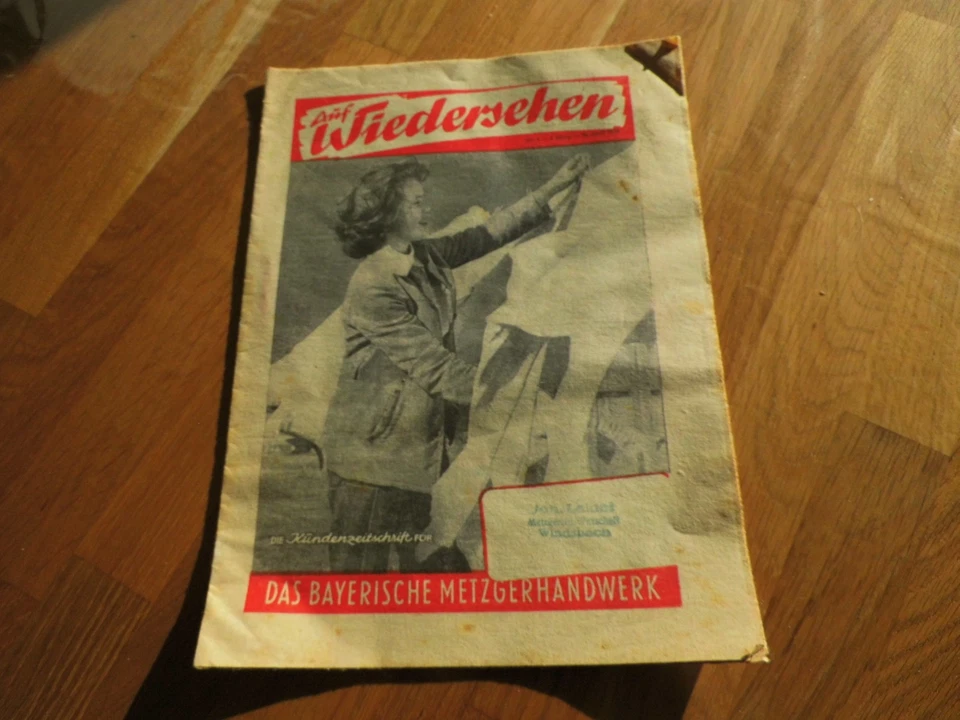 Auf
Wiedersehen
DIE Kundenzeitschrift FÜR
DAS BAYERISCHE METZGERHANDWERK
Windsbach